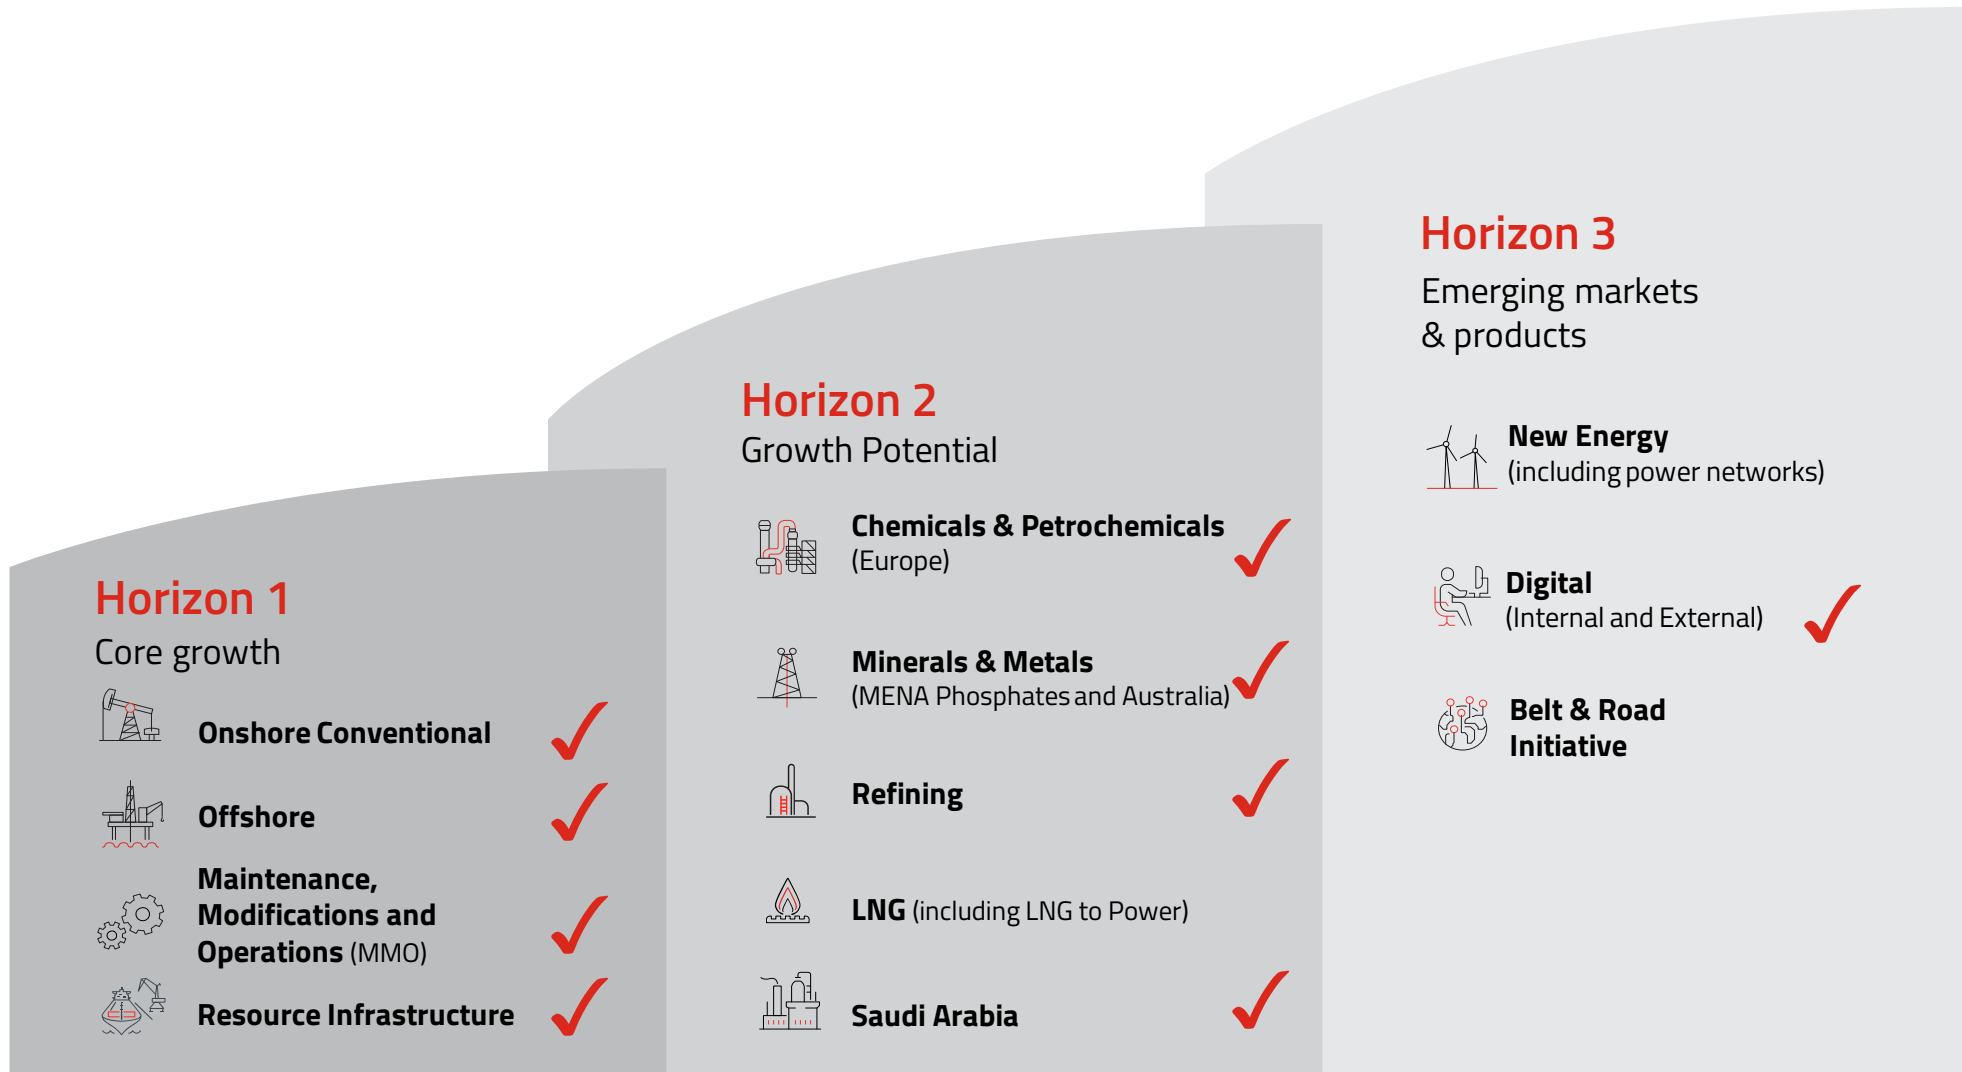 Horizon 1
Core growth
Onshore Conventional
Offshore
Maintenance,
Modifications and
Operations (MMO)
Resource Infrastructure
Horizon 2
Growth Potential
Chemicals & Petrochemicals
(Europe)
Minerals & Metals
(MENA Phosphates and Australia)
Refining
LNG (including LNG to Power)
Saudi Arabia
Horizon 3
Emerging markets
& products
New Energy
(including power networks)
Digital
(Internal and External)
Belt & Road
Initiative